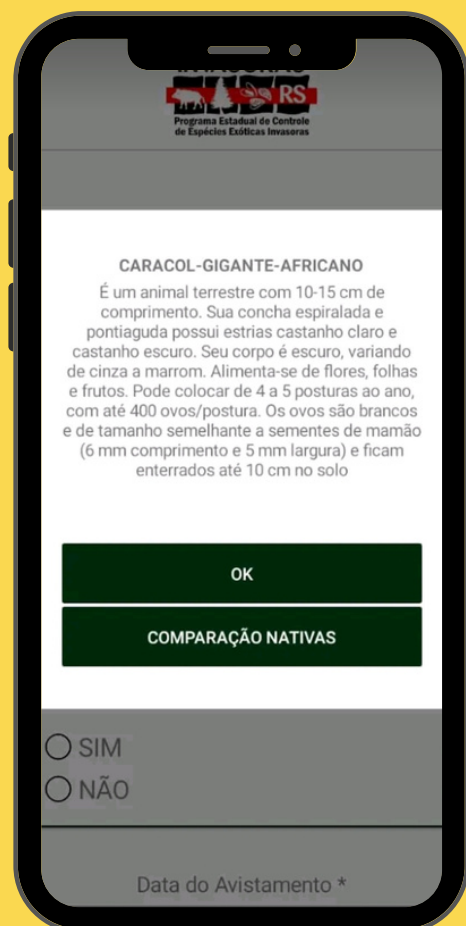 INVASORAS
RS
Programa Estadual de Controle
de Espécies Exóticas Invasoras
CARACOL-GIGANTE-AFRICANO
É um animal terrestre com 10-15 cm de
comprimento. Sua concha espiralada e
pontiaguda possui estrias castanho claro e
castanho escuro. Seu corpo é escuro, variando
de cinza a marrom. Alimenta-se de flores, folhas
e frutos. Pode colocar de 4 a 5 posturas ao ano,
com até 400 ovos/postura. Os ovos são brancos
e de tamanho semelhante a sementes de mamão
(6 mm comprimento e 5 mm largura) e ficam
enterrados até 10 cm no solo
OK
COMPARAÇÃO NATIVAS
SIM
NÃO
Data do Avistamento *